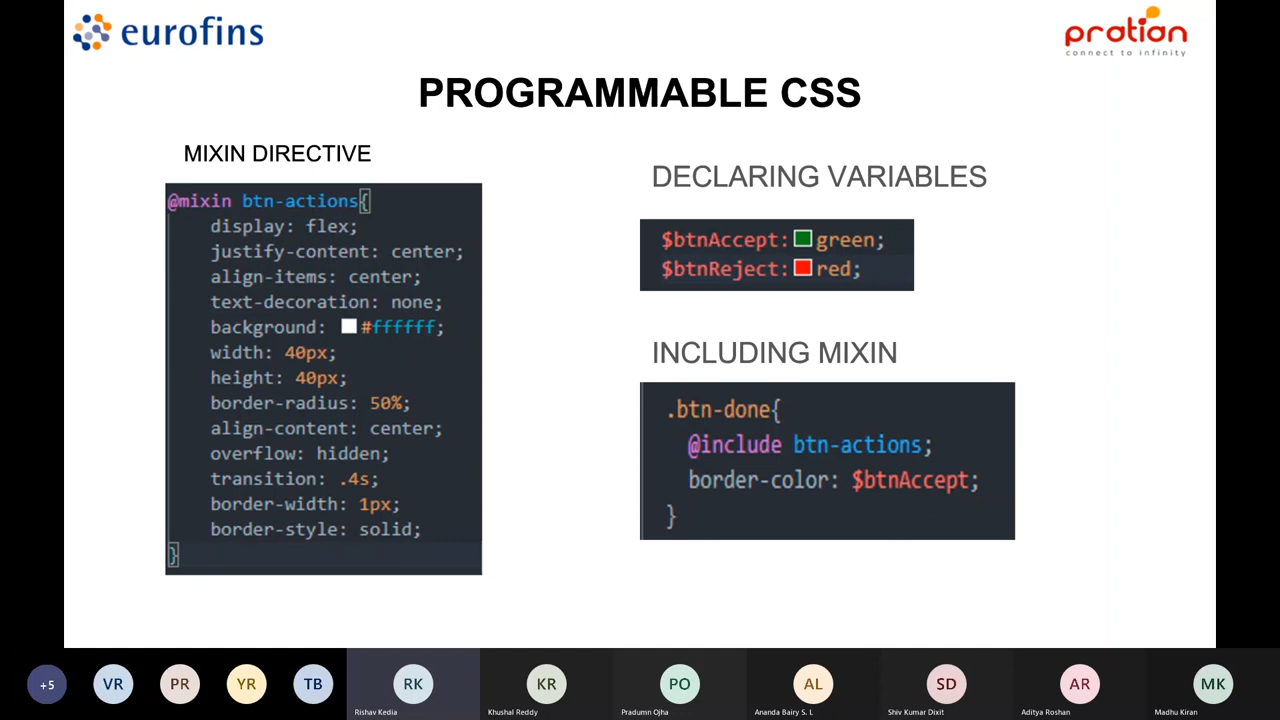 eurofins
pratian
connect to infinity
PROGRAMMABLE CSS
MIXIN DIRECTIVE
@mixin btn-actions{
display: flex;
justify-content: center;
align-items: center;
text-decoration: none;
background: #ffffff;
width: 40px;
height: 40px;
border-radius: 50%;
align-content: center;
overflow: hidden;
transition: .4s;
border-width: 1px;
border-style: solid;
}
DECLARING VARIABLES
$btnAccept: green;
$btnReject: red;
INCLUDING MIXIN
.btn-done{
@include btn-actions;
border-color: $btnAccept;
}
+5
VR
PR
YR
TB
RK
Rishav Kedia
KR
Khushal Reddy
PO
Pradumn Ojha
AL
Ananda Bairy S. L
SD
Shiv Kumar Dixit
AR
Aditya Roshan
MK
Madhu Kiran